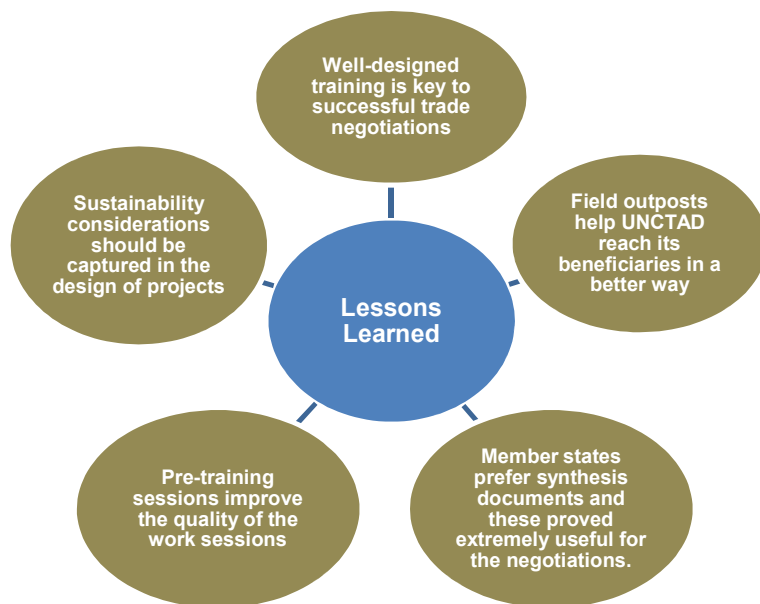 Well-designed
training is key to
successful trade
negotiations
Sustainability
considerations
should be
captured in the
design of projects
Field outposts
help UNCTAD
reach its
beneficiaries in a
better way
Lessons
Learned
Pre-training
sessions improve
the quality of the
work sessions
Member states
prefer synthesis
documents and
these proved
extremely useful for
the negotiations.